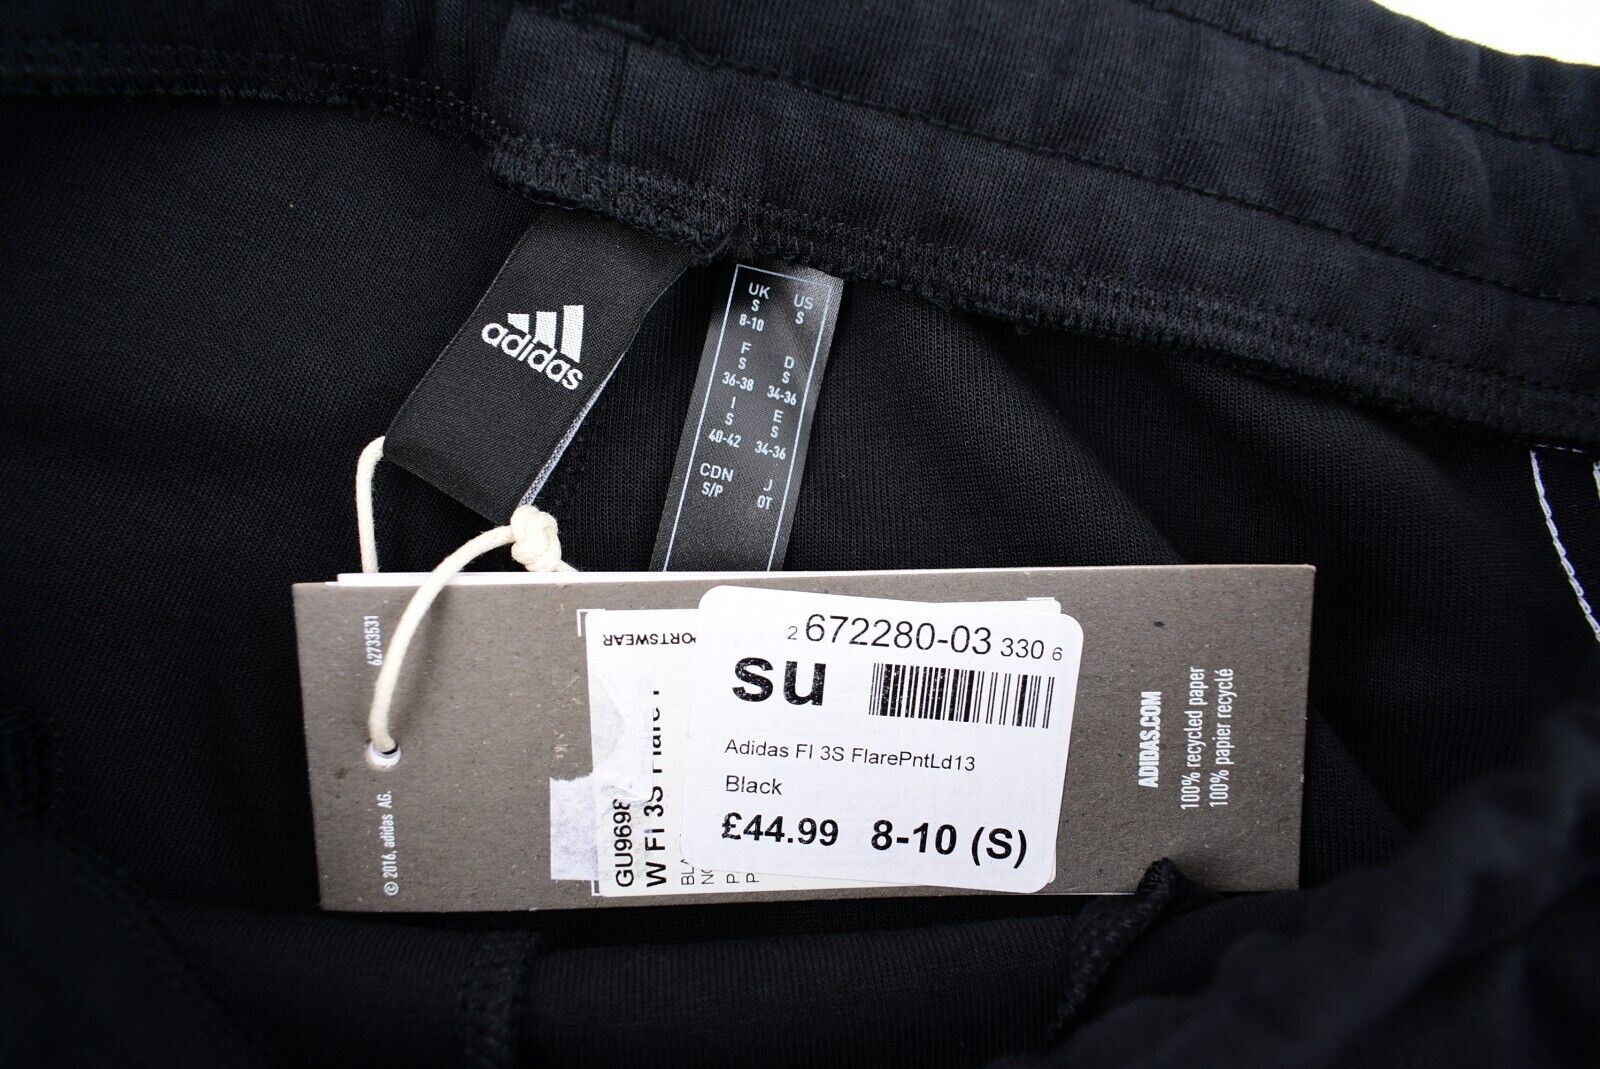 adidas
UK US
S S
8-10
F D
S S
36-38 34-36
I E
S S
40-42 34-36
CDN J
S/P OT
62733531
© 2016, adidas AG.
GU9698
W FI 3S Flare
2 672280-03 330 6
su
Adidas FI 3S FlarePntLd13
Black
£44.99 8-10 (S)
ADIDAS.COM
100% recycled paper
100% papier recyclé